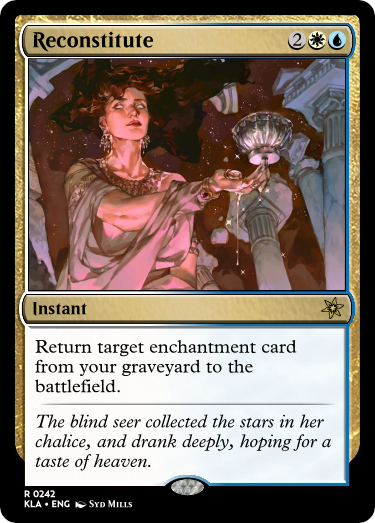 Reconstitute 2
Instant
Return target enchantment card
from your graveyard to the
battlefield.
The blind seer collected the stars in her
chalice, and drank deeply, hoping for a
taste of heaven.
R 0242
KLA • ENG SYD MILLS